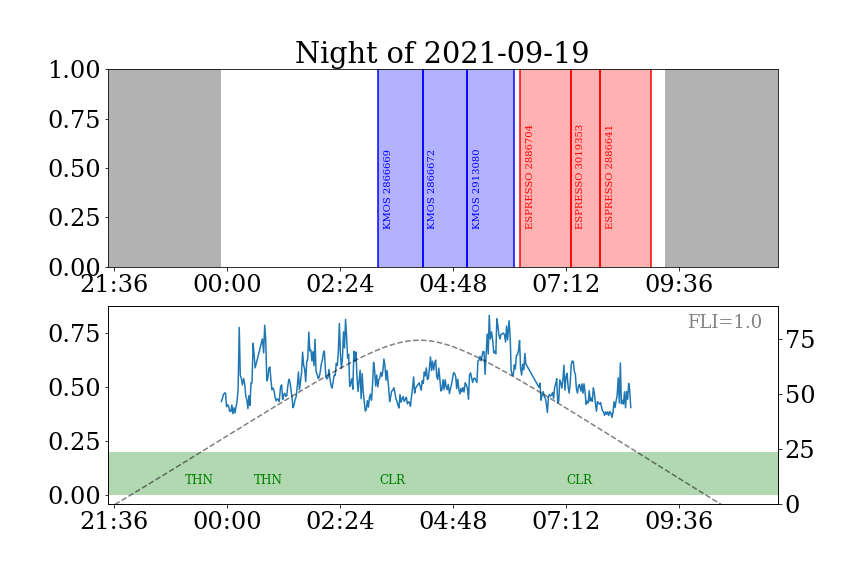 Night of 2021-09-19
1.00
0.75
0.50
0.25
0.00
KMOS 2866669
KMOS 2866672
KMOS 2913080
ESPRESSO 2886704
ESPRESSO 3019353
ESPRESSO 2886641
21:36 00:00 02:24 04:48 07:12 09:36
FLI=1.0
0.75
0.50
0.25
0.00
75
50
25
0
THN THN CLR CLR
21:36 00:00 02:24 04:48 07:12 09:36